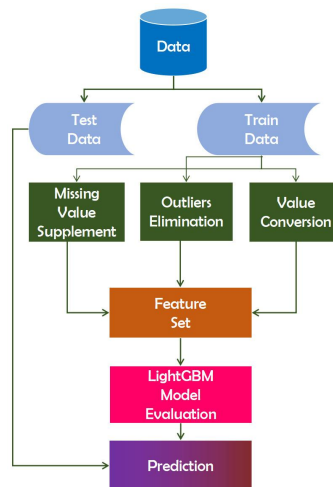 Data
Test
Data
Train
Data
Missing
Value
Supplement
Outliers
Elimination
Value
Conversion
Feature
Set
LightGBM
Model
Evaluation
Prediction